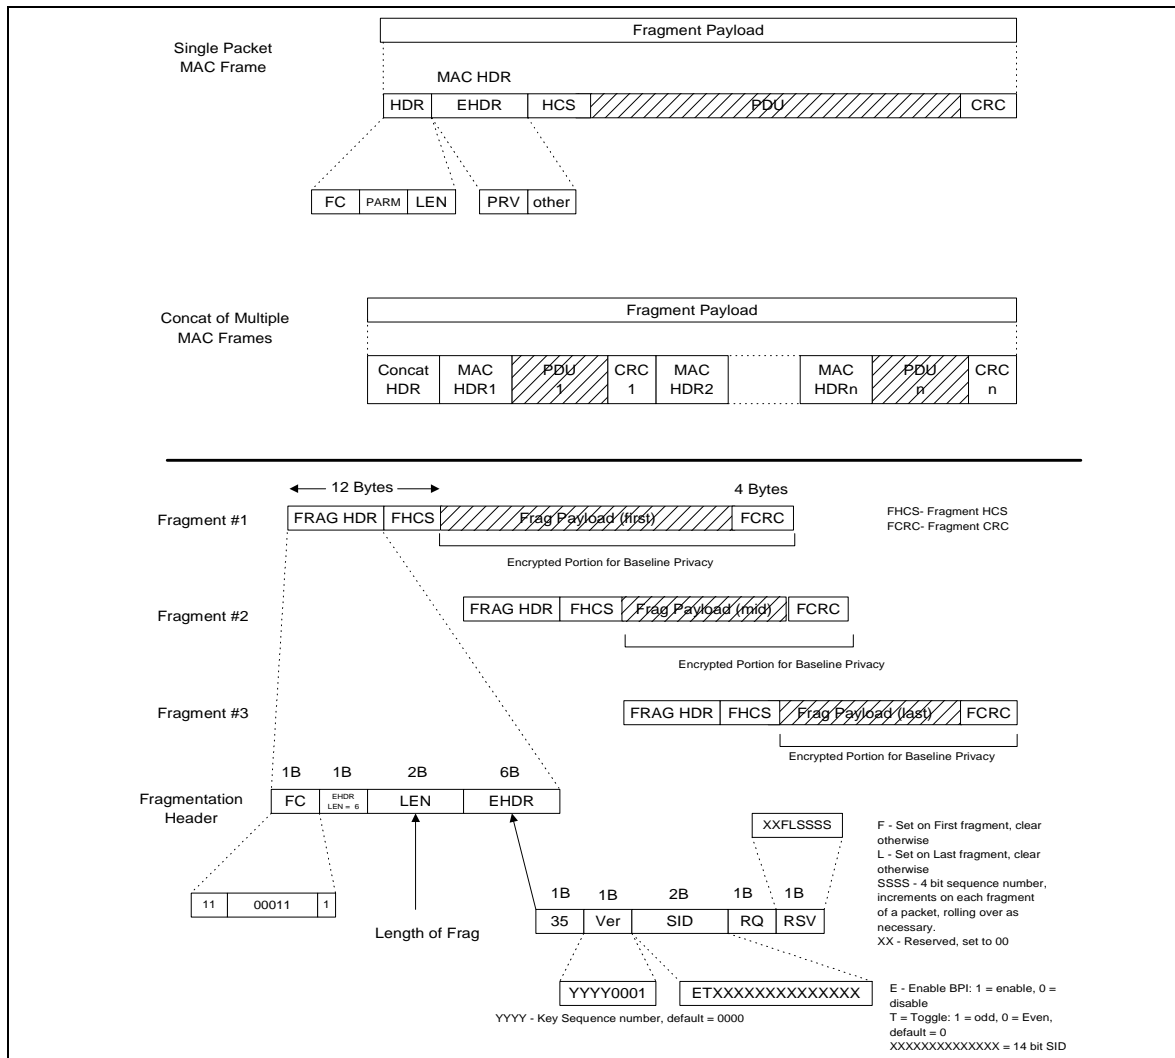 Fragment Payload
Single Packet
MAC Frame
MAC HDR
HDR EHDR HCS PDU CRC
FC PARM LEN PRV other
Fragment Payload
Concat of Multiple
MAC Frames
Concat
HDR
MAC
HDR1
PDU
1
CRC
1
MAC
HDR2
MAC
HDRn
PDU
n
CRC
n
12 Bytes
4 Bytes
Fragment #1
FRAG HDR FHCS Frag Payload (first) FCRC
FHCS- Fragment HCS
FCRC- Fragment CRC
Encrypted Portion for Baseline Privacy
Fragment #2
FRAG HDR FHCS Frag Payload (mid) FCRC
Encrypted Portion for Baseline Privacy
Fragment #3
FRAG HDR FHCS Frag Payload (last) FCRC
Encrypted Portion for Baseline Privacy
1B 1B 2B 6B
Fragmentation
Header
FC
EHDR
LEN = 6
LEN
EHDR
11 00011 1
Length of Frag
XXFLSSSS
1B 1B 2B 1B 1B
35 Ver SID RQ RSV
F - Set on First fragment, clear
otherwise
L - Set on Last fragment, clear
otherwise
SSSS - 4 bit sequence number,
increments on each fragment
of a packet, rolling over as
necessary.
XX - Reserved, set to 00
YYYY0001
ETXXXXXXXXXXXXXX
YYYY - Key Sequence number, default = 0000
E - Enable BPI: 1 = enable, 0 =
disable
T = Toggle: 1 = odd, 0 = Even,
default = 0
XXXXXXXXXXXXXX = 14 bit SID